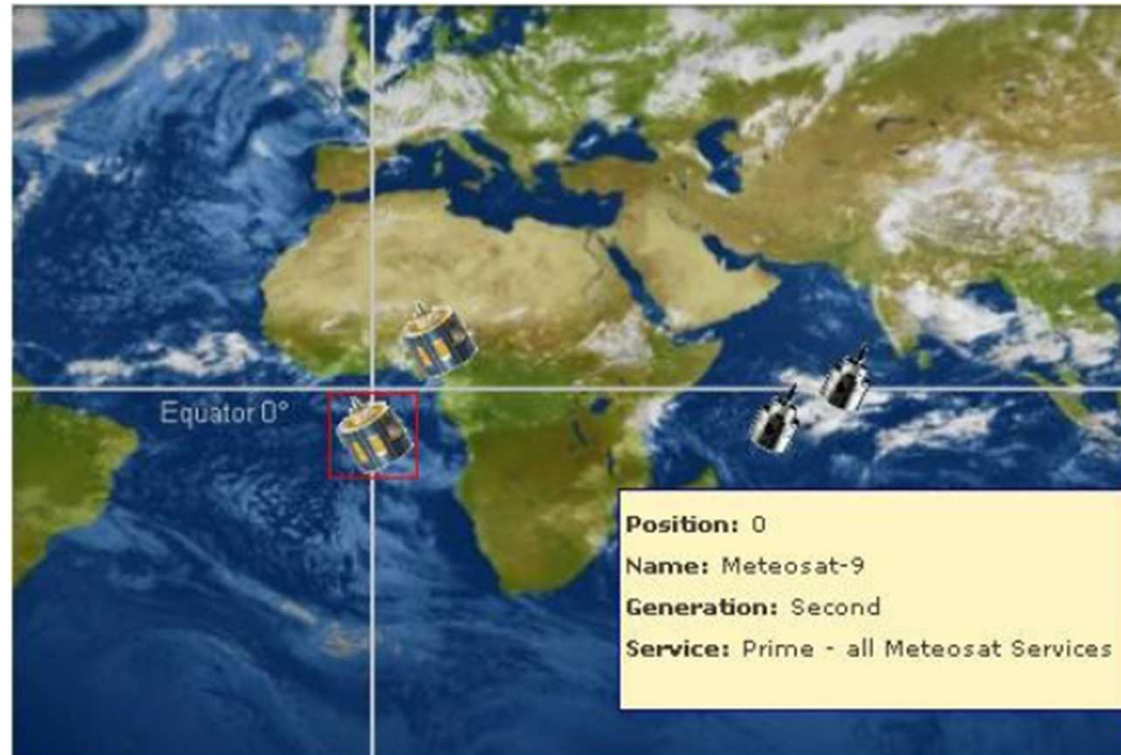 Equator 0°
Position: 0
Name: Meteosat-9
Generation: Second
Service: Prime - all Meteosat Services